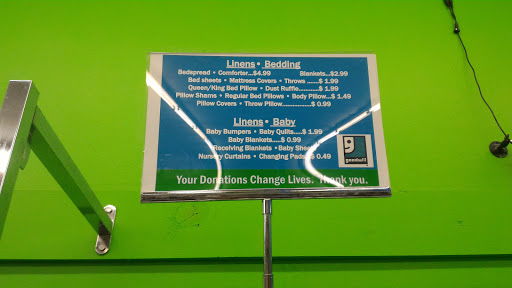 Linens • Bedding
Bedspread • Comforter...$4.99 Blankets...$2.99
Bed sheets • Mattress Covers • Throws .......$ 1.99
Queen/King Bed Pillow • Dust Ruffle...........$ 1.99
Pillow Shams • Regular Bed Pillows • Body Pillow...$ 1.49
Pillow Covers • Throw Pillow................$ 0.99
Linens • Baby
Baby Bumpers • Baby Quilts.....$ 1.99
Baby Blankets.....$ 0.99
Receiving Blankets • Baby
Nursery Curtains • Changing Pads $ 0.49
goodwill
Your Donations Change Lives. Thank you.